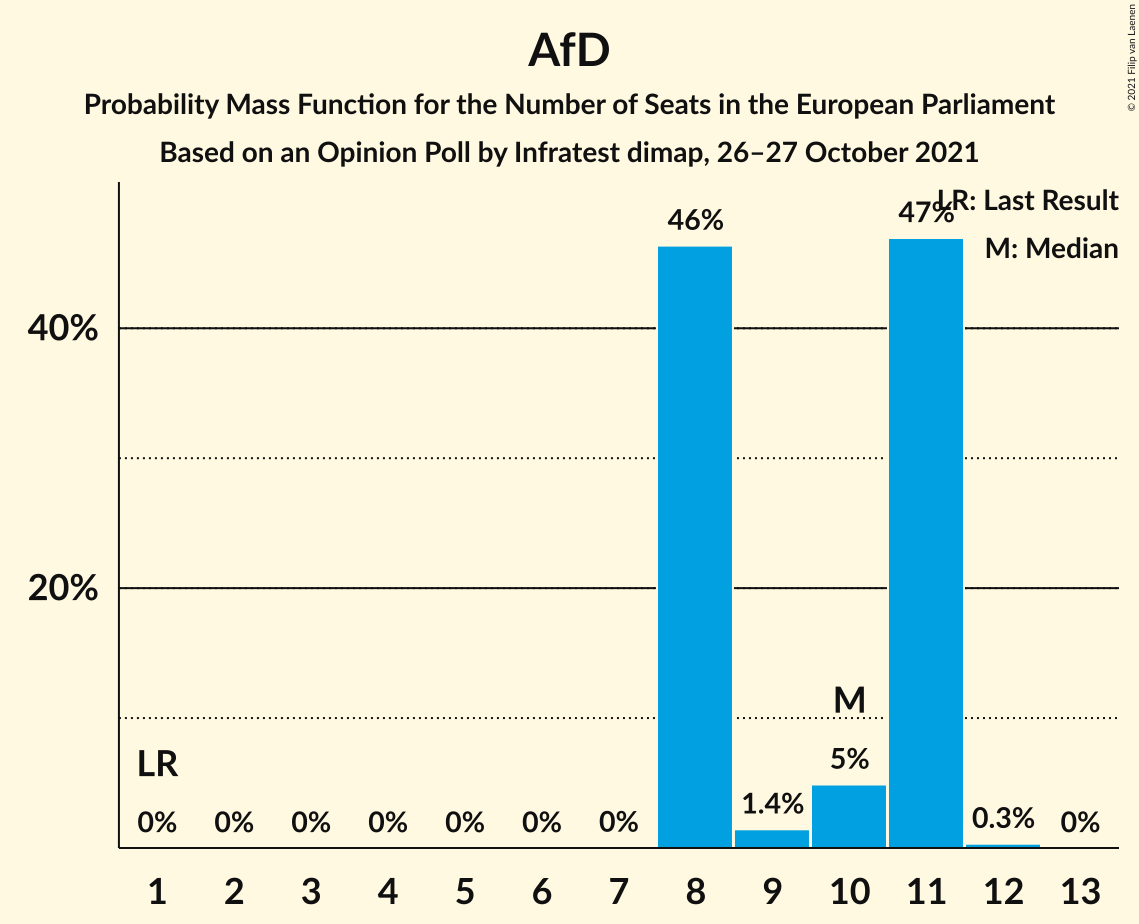 AfD
Probability Mass Function for the Number of Seats in the European Parliament
Based on an Opinion Poll by Infratest dimap, 26–27 October 2021
© 2021 Filip van Laenen
LR: Last Result
M: Median
46%
47%
40%
20%
M
LR
0%
0%
0%
0%
0%
0%
0%
1.4%
5%
0.3%
0%
1 2 3 4 5 6 7 8 9 10 11 12 13